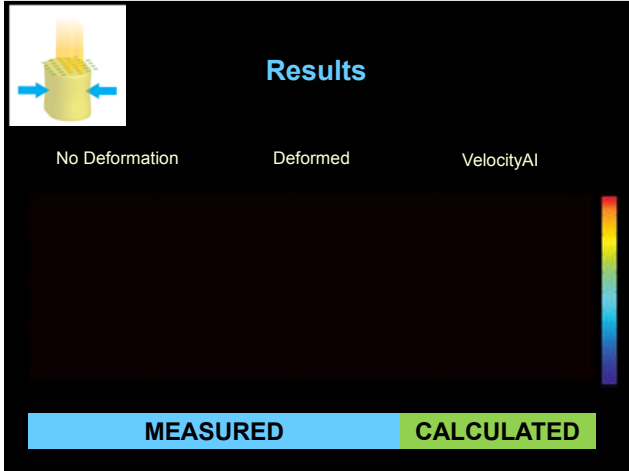 Results
No Deformation Deformed VelocityAI
MEASURED CALCULATED